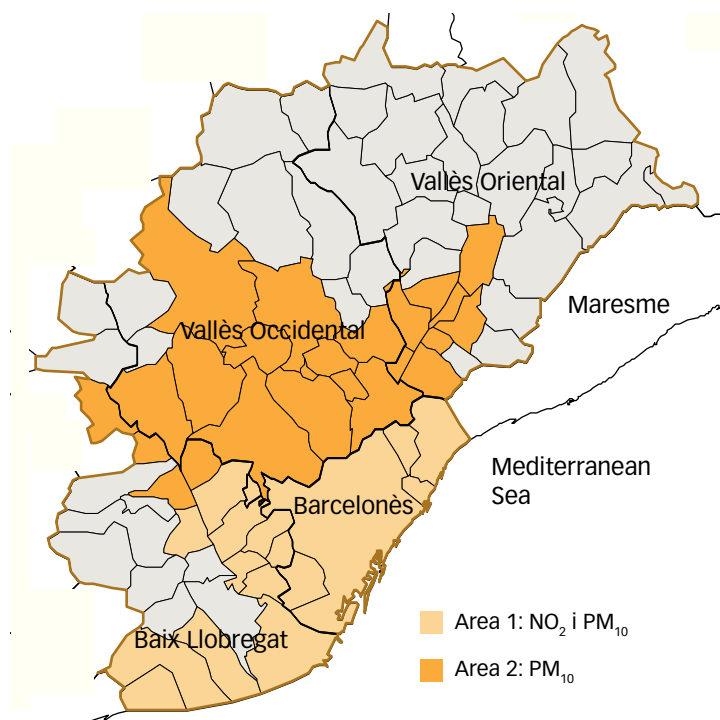 Vallès Oriental
Maresme
Vallès Occidental
Mediterranean
Sea
Barcelonès
Area 1: NO₂ i PM₁₀
Baix Llobregat
Area 2: PM₁₀